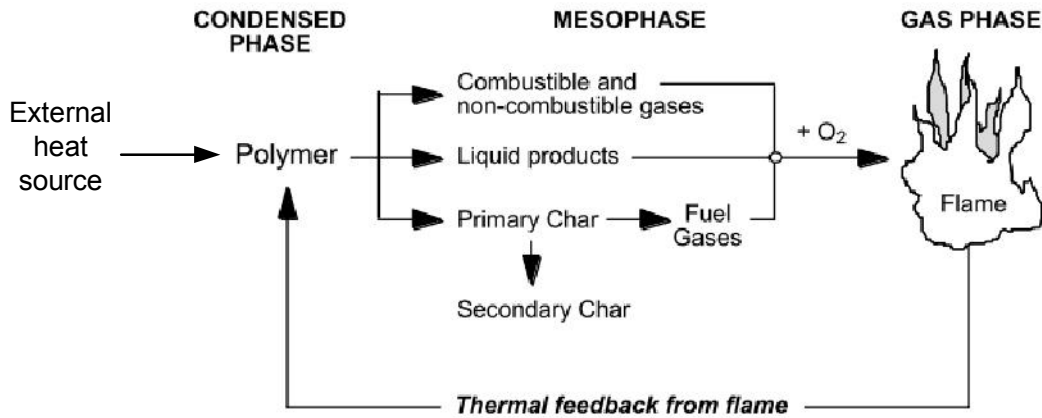 CONDENSED
PHASE
MESOPHASE
GAS PHASE
External
heat
source
Polymer
Combustible and
non-combustible gases
Liquid products
Primary Char
Fuel
Gases
Secondary Char
+ O₂
Flame
Thermal feedback from flame